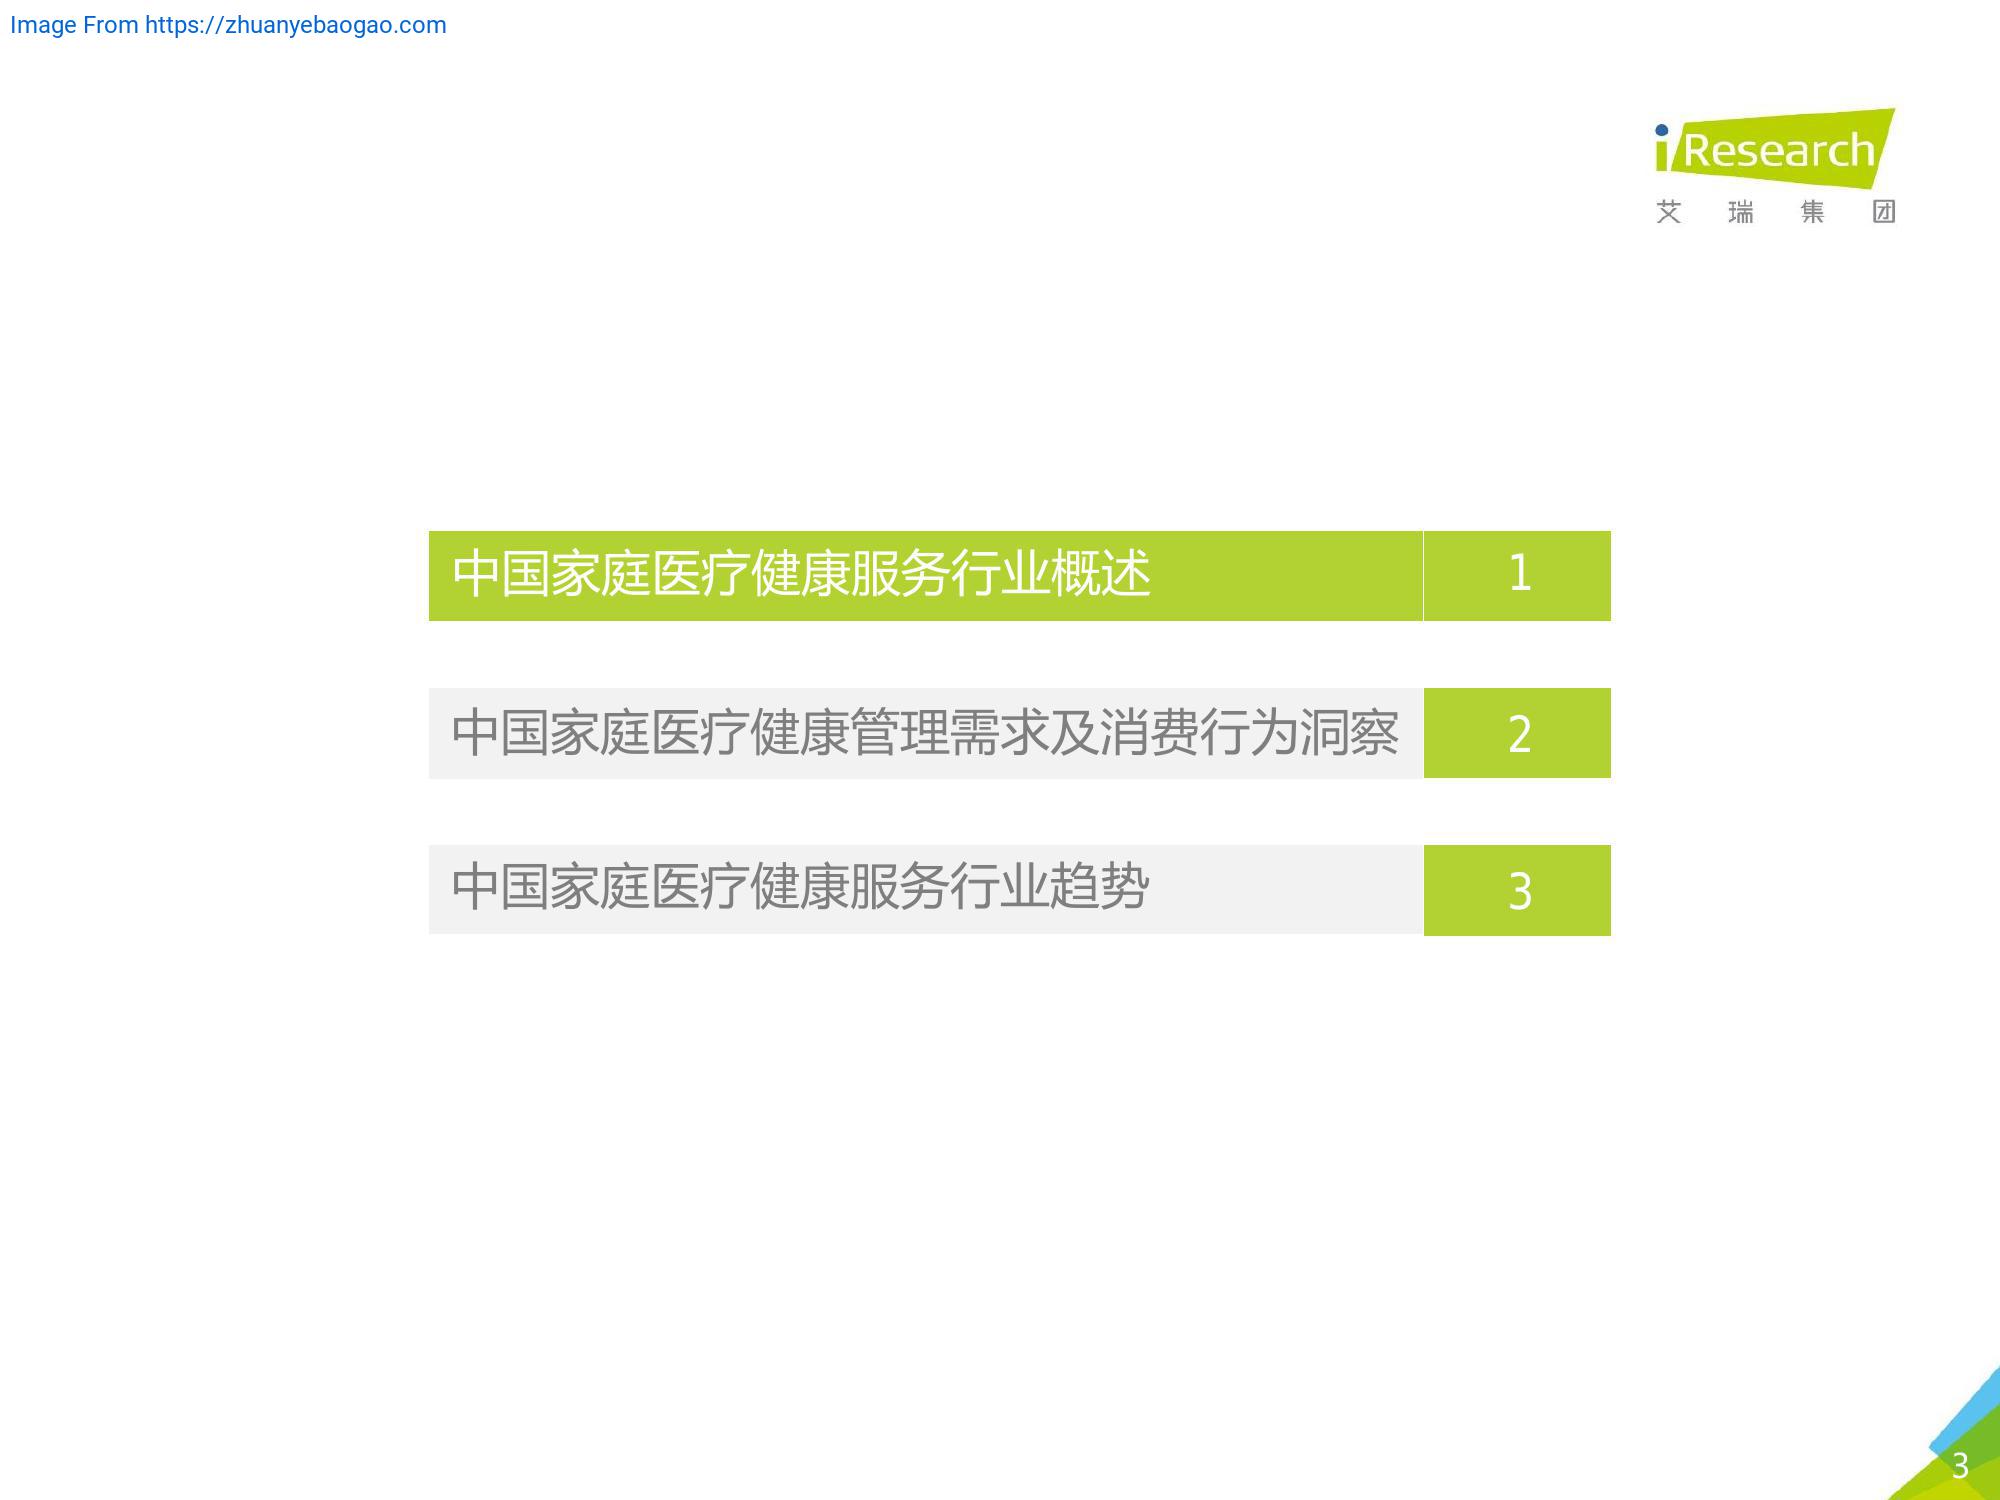 Image From https://zhuanyebaogao.com
iResearch
艾瑞集团
中国家庭医疗健康服务行业概述 1
中国家庭医疗健康管理需求及消费行为洞察 2
中国家庭医疗健康服务行业趋势 3
3